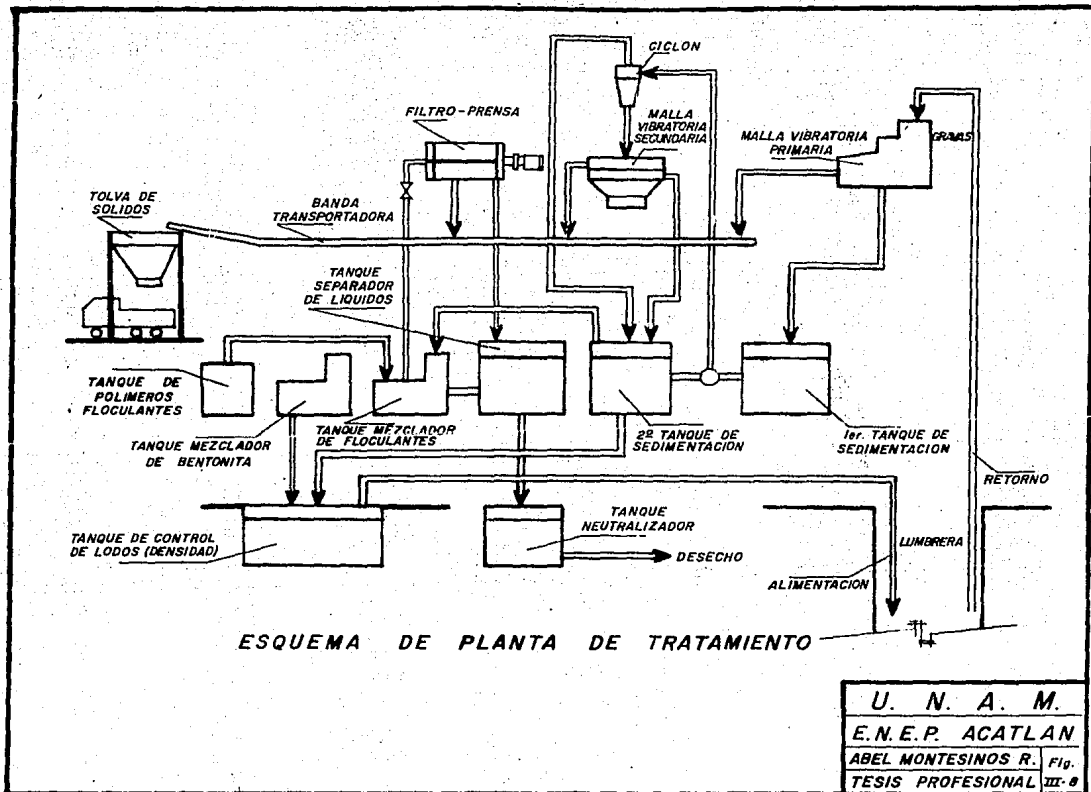 CICLON
FILTRO-PRENSA
MALLA
VIBRATORIA
SECUNDARIA
MALLA VIBRATORIA
PRIMARIA
GRAVAS
TOLVA DE
SOLIDOS
BANDA
TRANSPORTADORA
TANQUE
SEPARADOR
DE LIQUIDOS
TANQUE DE
POLIMEROS
FLOCULANTES
TANQUE MEZCLADOR
DE BENTONITA
TANQUE MEZCLADOR
DE FLOCULANTES
2º TANQUE DE
SEDIMENTACION
1er. TANQUE DE
SEDIMENTACION
RETORNO
TANQUE DE CONTROL
DE LODOS (DENSIDAD)
TANQUE
NEUTRALIZADOR
DESECHO
LUMBRERA
ALIMENTACION
ESQUEMA DE PLANTA DE TRATAMIENTO
U. N. A. M.
E.N.E.P. ACATLAN
ABEL MONTESINOS R.
TESIS PROFESIONAL
Fig.
III-8